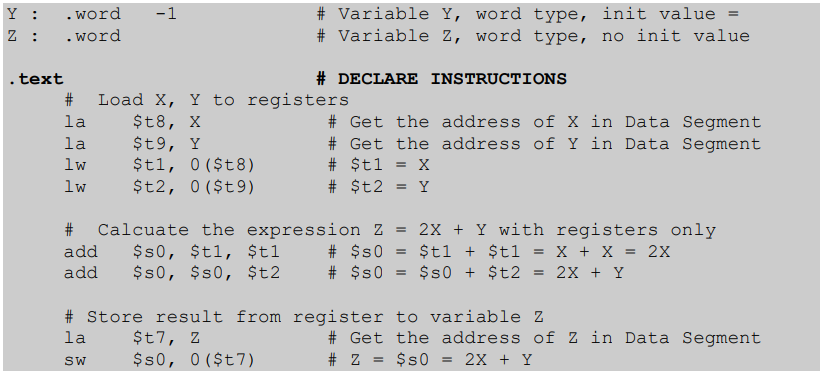 Y : .word -1 # Variable Y, word type, init value =
Z : .word # Variable Z, word type, no init value
.text # DECLARE INSTRUCTIONS
# Load X, Y to registers
la $t8, X # Get the address of X in Data Segment
la $t9, Y # Get the address of Y in Data Segment
lw $t1, 0($t8) # $t1 = X
lw $t2, 0($t9) # $t2 = Y
# Calcuate the expression Z = 2X + Y with registers only
add $s0, $t1, $t1 # $s0 = $t1 + $t1 = X + X = 2X
add $s0, $s0, $t2 # $s0 = $s0 + $t2 = 2X + Y
# Store result from register to variable Z
la $t7, Z # Get the address of Z in Data Segment
sw $s0, 0($t7) # Z = $s0 = 2X + Y